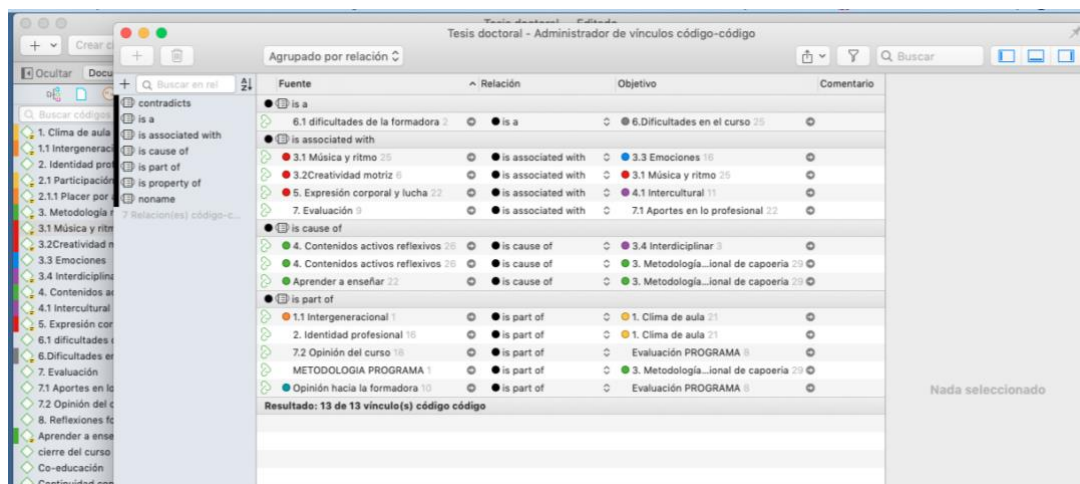 Tesis doctoral - Administrador de vínculos código-código
Crear
Agrupado por relación
Buscar
Ocultar Docu
Buscar en rel
Fuente Relación Objetivo Comentario
Buscar códigos
contradicts
is a
is associated with
is cause of
is part of
is property of
noname
7 Relacion(es) código-c...
1. Clima de aula
1.1 Intergeneraci
2. Identidad prof
2.1 Participación
2.1.1 Placer por
3. Metodología
3.1 Música y ritm
3.2Creatividad m
3.3 Emociones
3.4 Interdiciplina
4. Contenidos ac
4.1 Intercultural
5. Expresión cor
6.1 dificultades
6.Dificultades en
7. Evaluación
7.1 Aportes en lo
7.2 Opinión del c
8. Reflexiones fo
Aprender a ense
cierre del curso
Co-educación
is a
6.1 dificultades de la formadora 2 is a 6.Dificultades en el curso 25
is associated with
3.1 Música y ritmo 25 is associated with 3.3 Emociones 16
3.2Creatividad motriz 6 is associated with 3.1 Música y ritmo 25
5. Expresión corporal y lucha 22 is associated with 4.1 Intercultural 11
7. Evaluación 9 is associated with 7.1 Aportes en lo profesional 22
is cause of
4. Contenidos activos reflexivos 26 is cause of 3.4 Interdiciplinar 3
4. Contenidos activos reflexivos 26 is cause of 3. Metodología...ional de capoeria 29
Aprender a enseñar 22 is cause of 3. Metodología...ional de capoeria 29
is part of
1.1 Intergeneracional 1 is part of 1. Clima de aula 21
2. Identidad profesional 16 is part of 1. Clima de aula 21
7.2 Opinión del curso 18 is part of Evaluación PROGRAMA
METODOLOGIA PROGRAMA 1 is part of 3. Metodología...ional de capoeria 29
Opinión hacia la formadora 10 is part of Evaluación PROGRAMA
Resultado: 13 de 13 vínculo(s) código código
Nada seleccionado